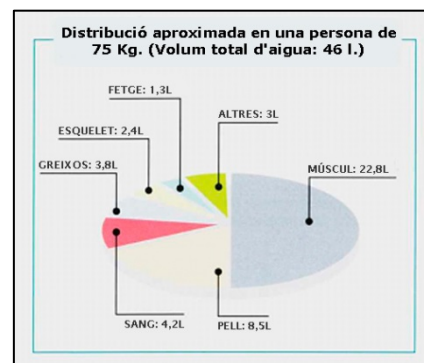 Distribució aproximada en una persona de
75 Kg. (Volum total d'aigua: 46 l.)
FETGE: 1,3L
ALTRES: 3L
ESQUELET: 2,4L
GREIXOS: 3,8L
MÚSCUL: 22,8L
SANG: 4,2L
PELL: 8,5L